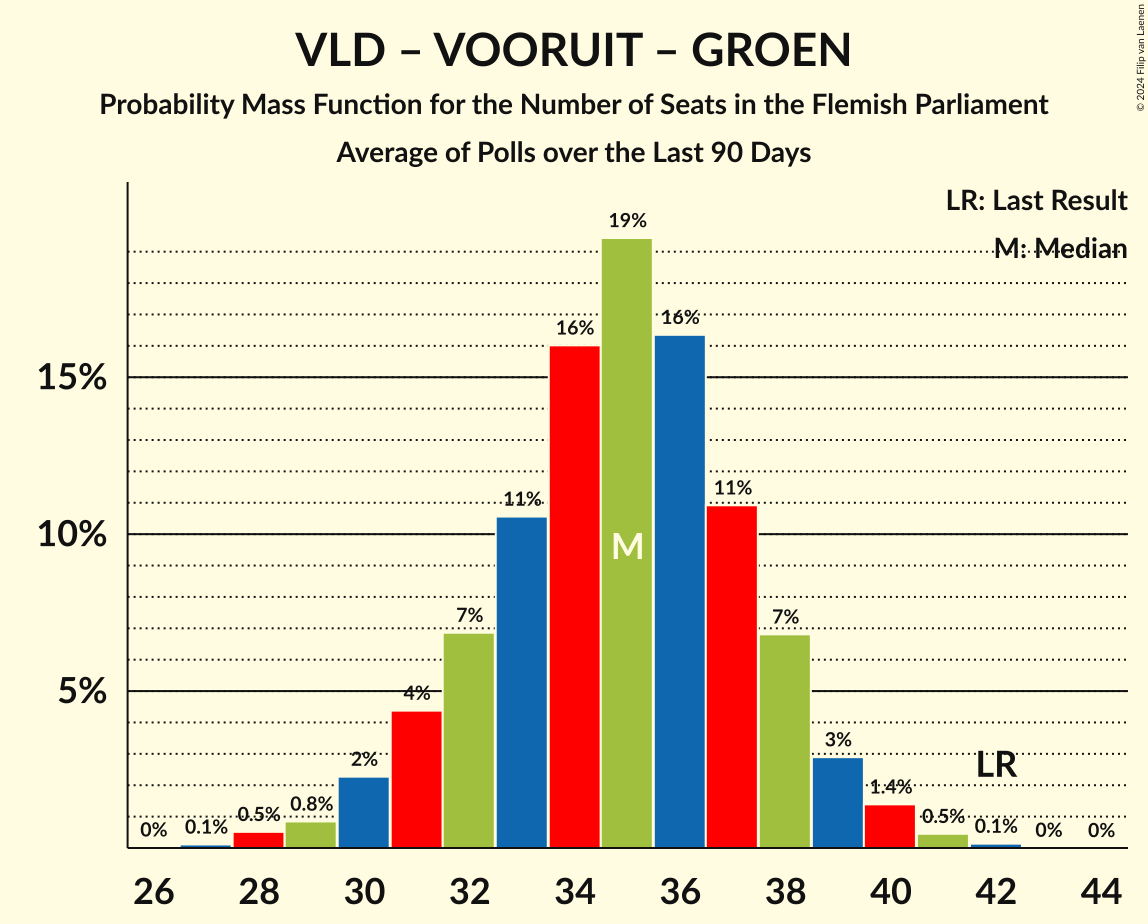 VLD – VOORUIT – GROEN
Probability Mass Function for the Number of Seats in the Flemish Parliament
Average of Polls over the Last 90 Days
© 2024 Filip van Laenen
LR: Last Result
M: Median
19%
16%
16%
15%
11%
11%
10%
M
7%
7%
5%
4%
3%
LR
2%
1.4%
0.8%
0.5%
0.5%
0%
0.1%
0.1%
0%
0%
26 28 30 32 34 36 38 40 42 44